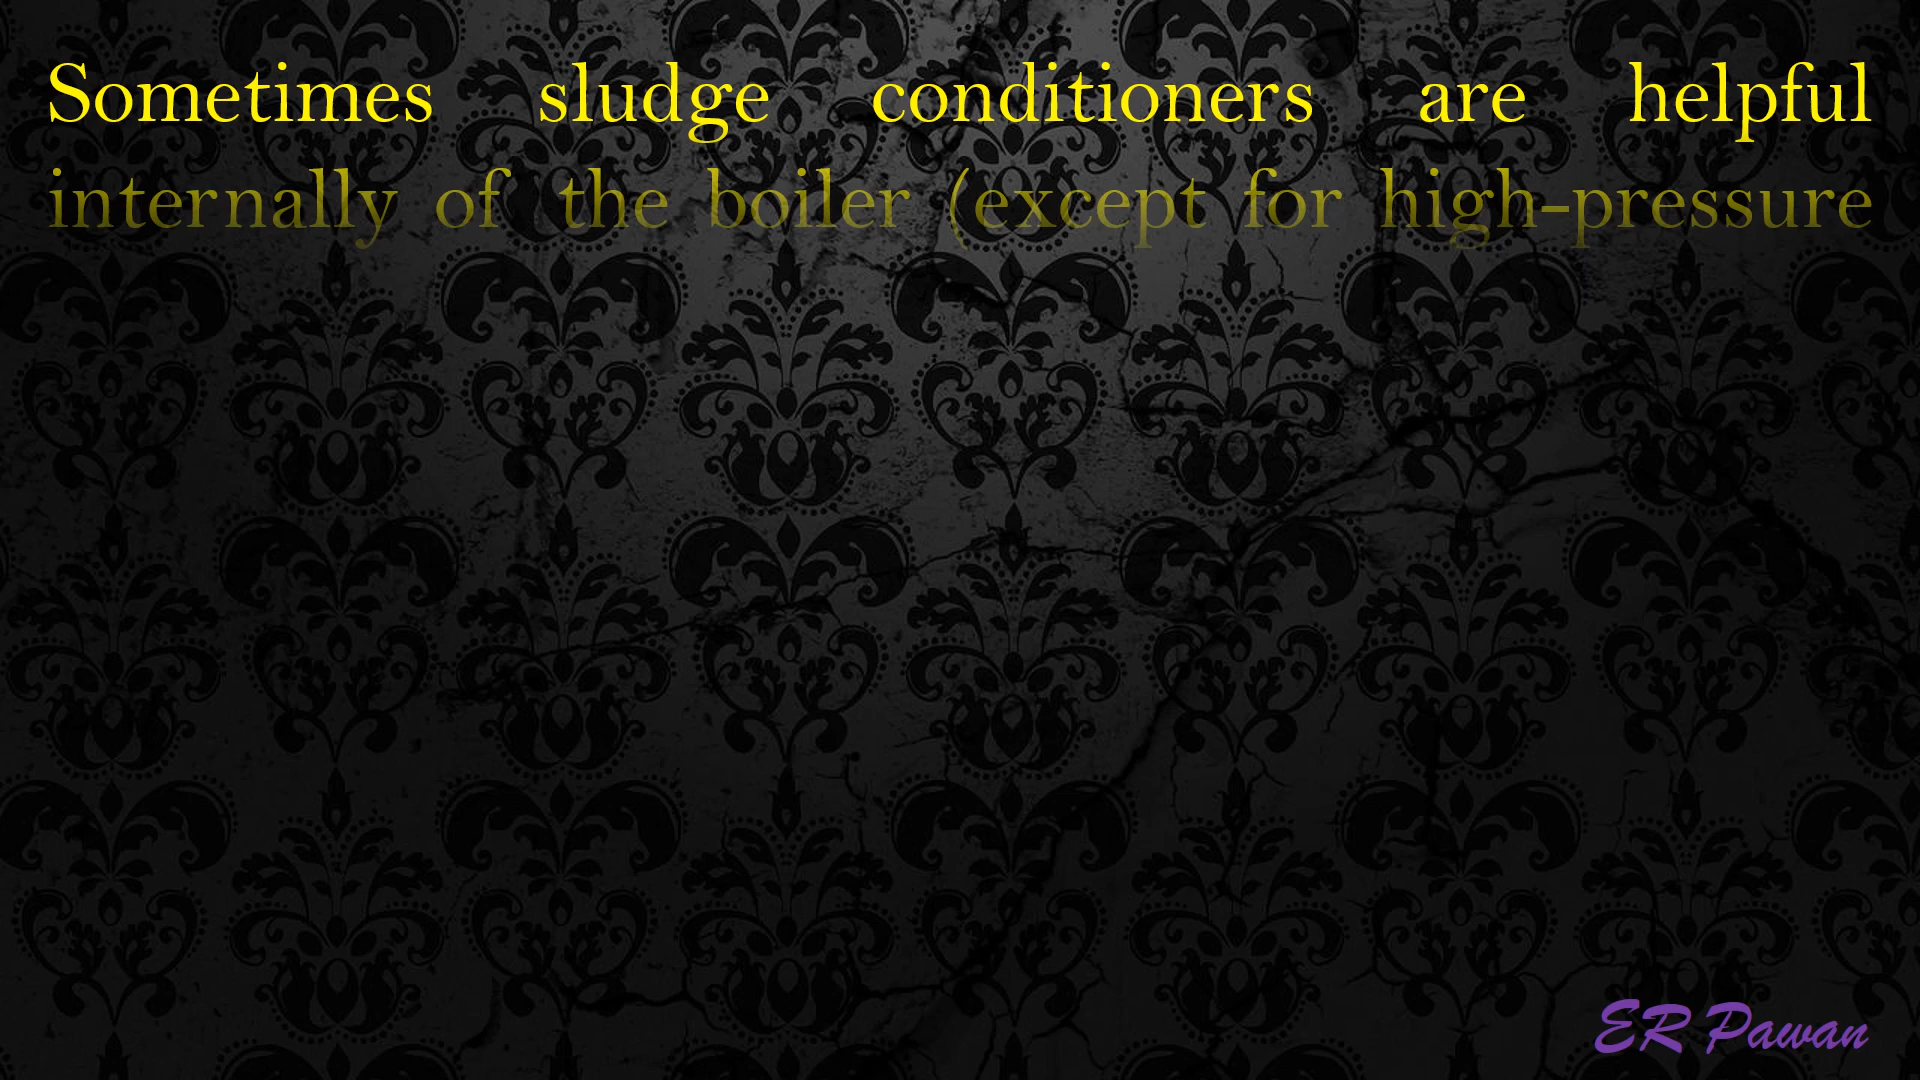 Sometimes sludge conditioners are helpful
internally of the boiler (except for high-pressure
ER Pawan